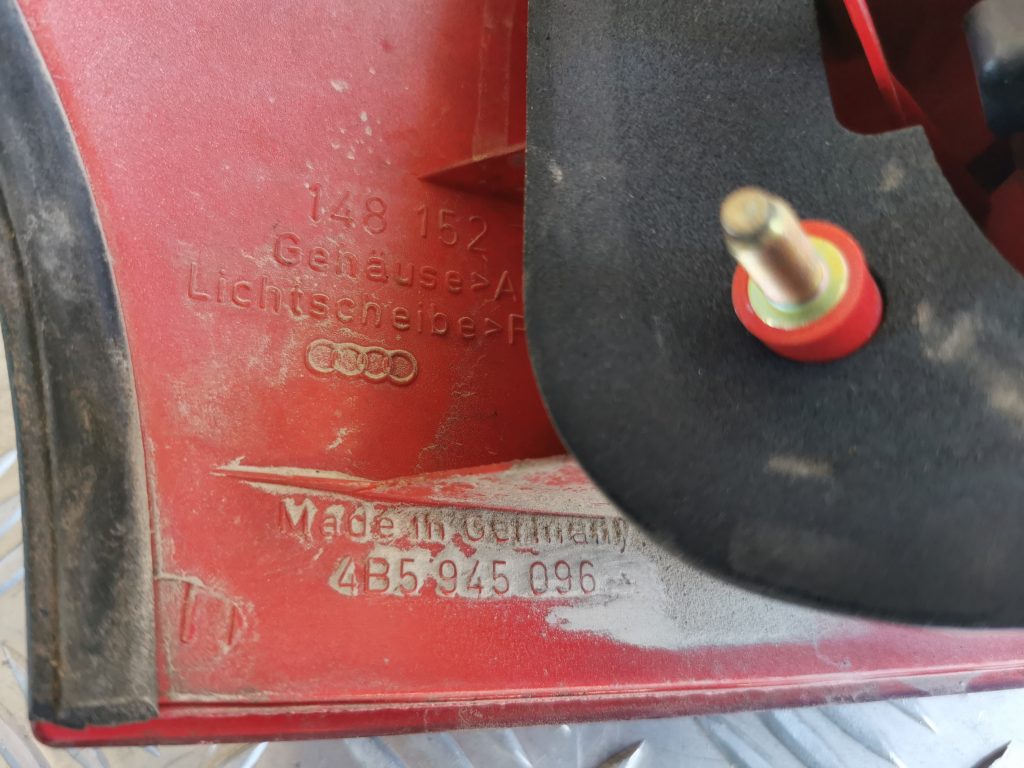 148 152
Gehäuse>A
Lichtscheibe>P
Made in Germany
4B5 945 096